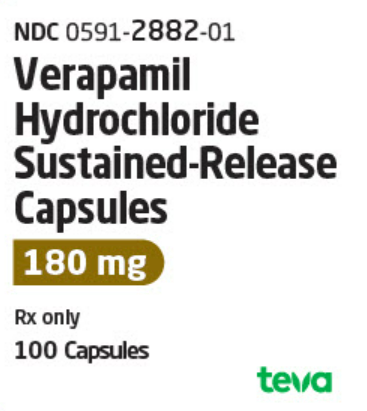 NDC 0591-2882-01
Verapamil
Hydrochloride
Sustained-Release
Capsules
180 mg
Rx only
100 Capsules
teva